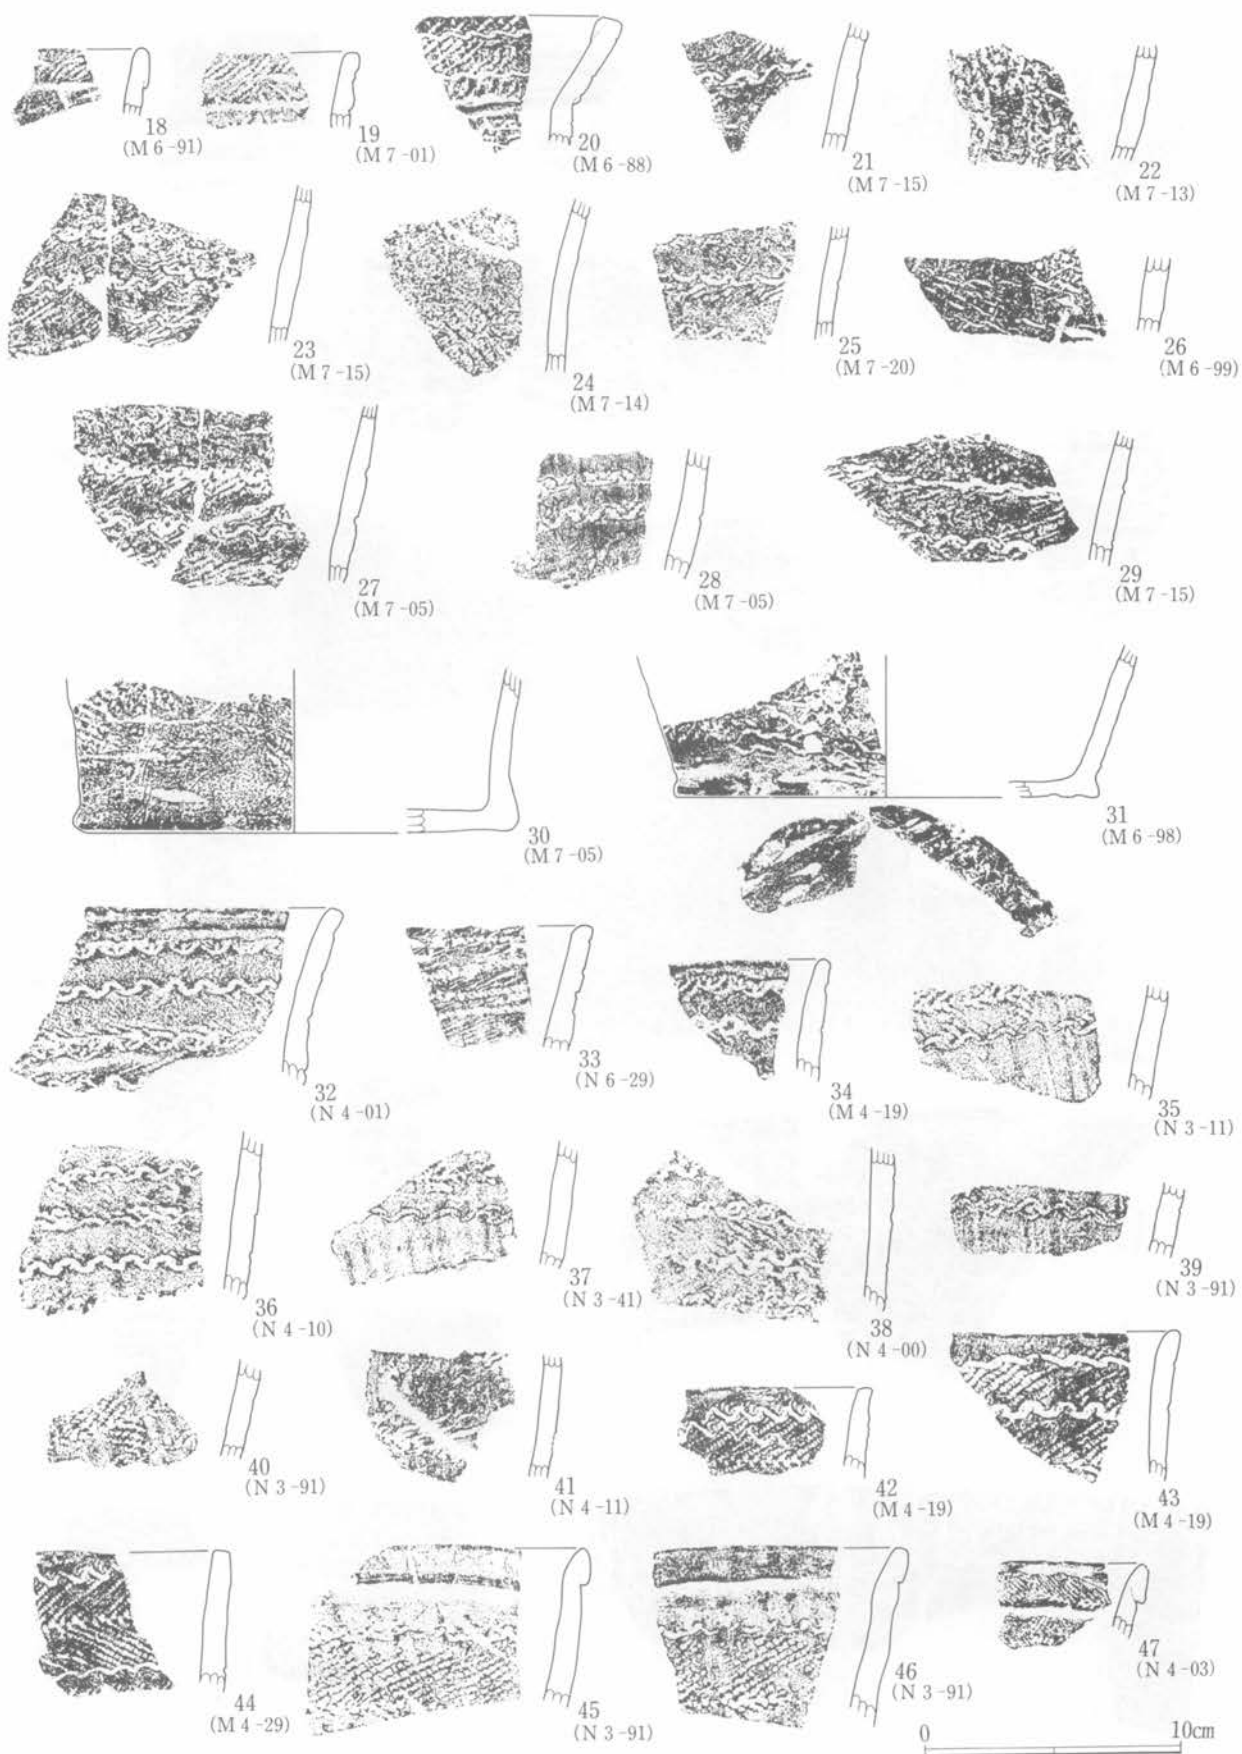 18
(M 6 -91)
19
(M 7 -01)
20
(M 6 -88)
21
(M 7 -15)
22
(M 7 -13)
23
(M 7 -15)
24
(M 7 -14)
25
(M 7 -20)
26
(M 6 -99)
27
(M 7 -05)
28
(M 7 -05)
29
(M 7 -15)
30
(M 7 -05)
31
(M 6 -98)
32
(N 4 -01)
33
(N 6 -29)
34
(M 4 -19)
35
(N 3 -11)
36
(N 4 -10)
37
(N 3 -41)
38
(N 4 -00)
39
(N 3 -91)
40
(N 3 -91)
41
(N 4 -11)
42
(M 4 -19)
43
(M 4 -19)
44
(M 4 -29)
45
(N 3 -91)
46
(N 3 -91)
47
(N 4 -03)
0 10cm